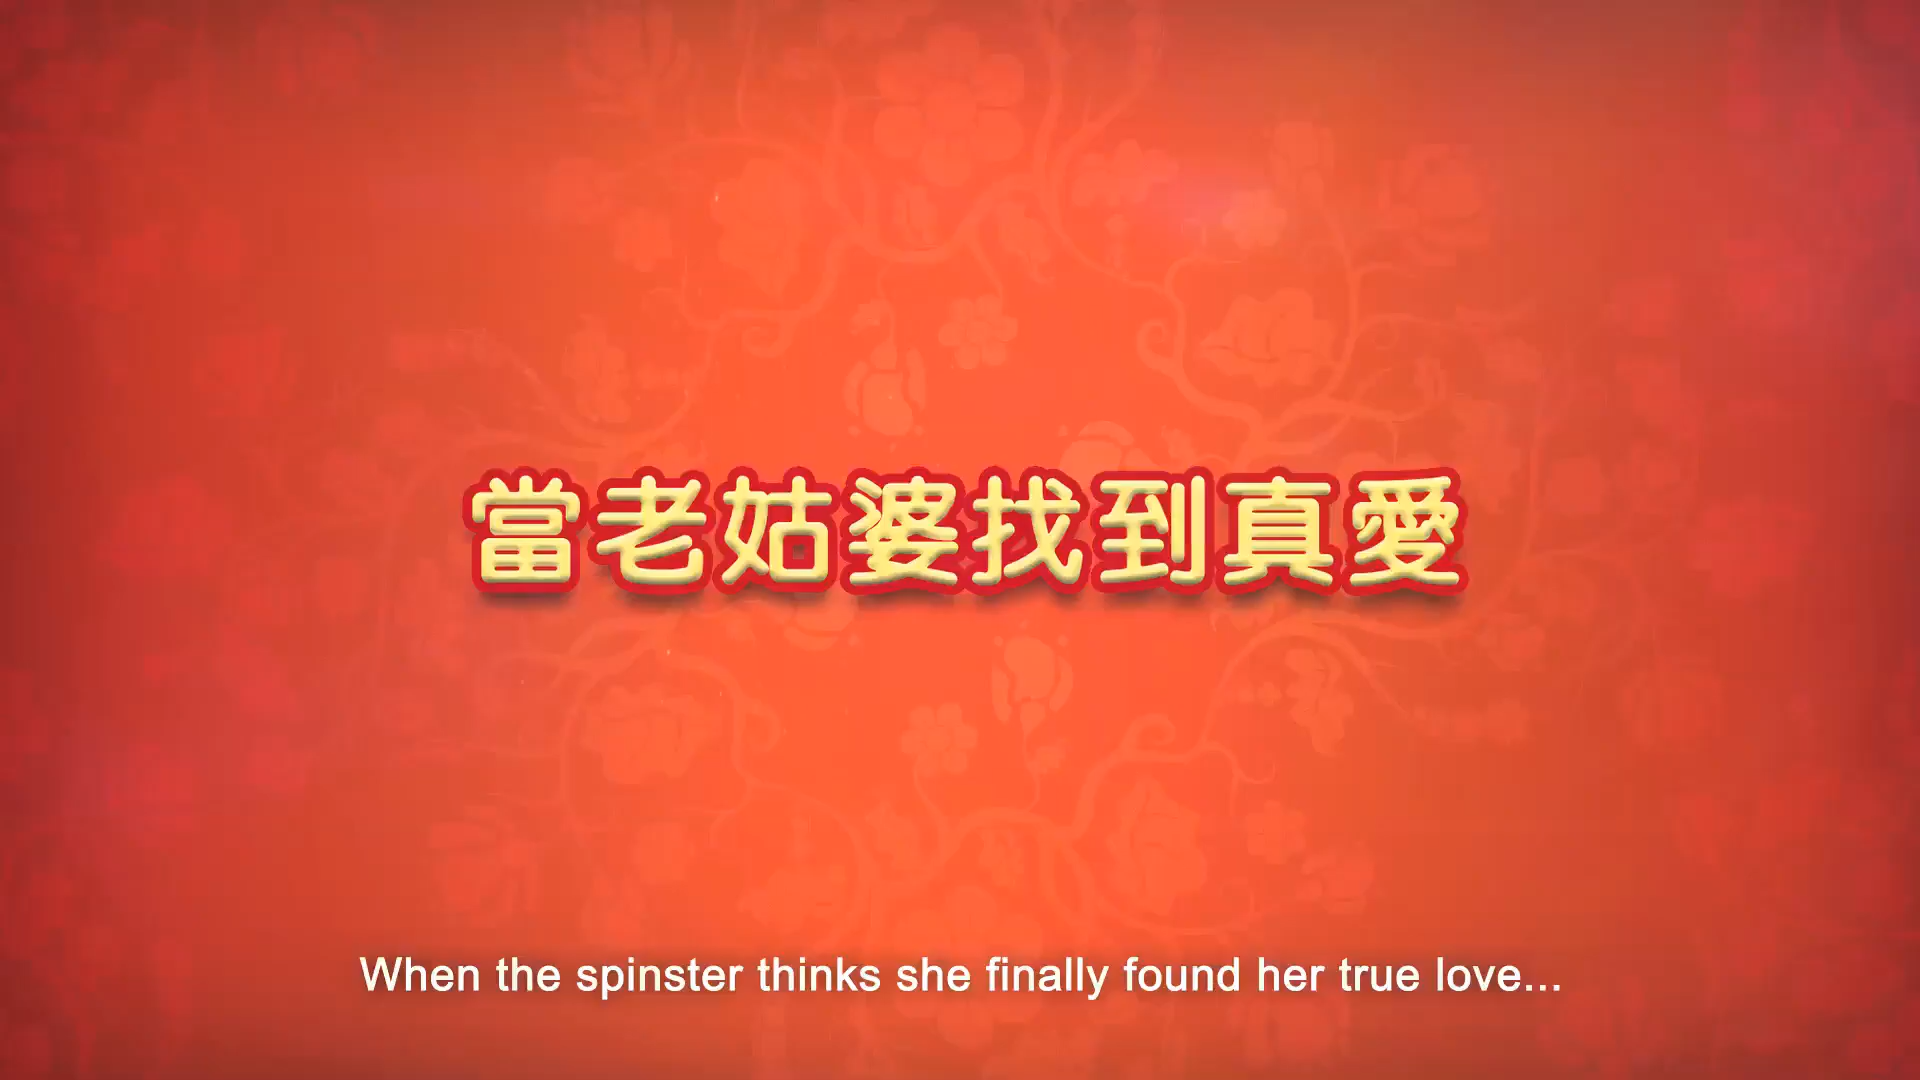 當老姑婆找到真愛
When the spinster thinks she finally found her true love...